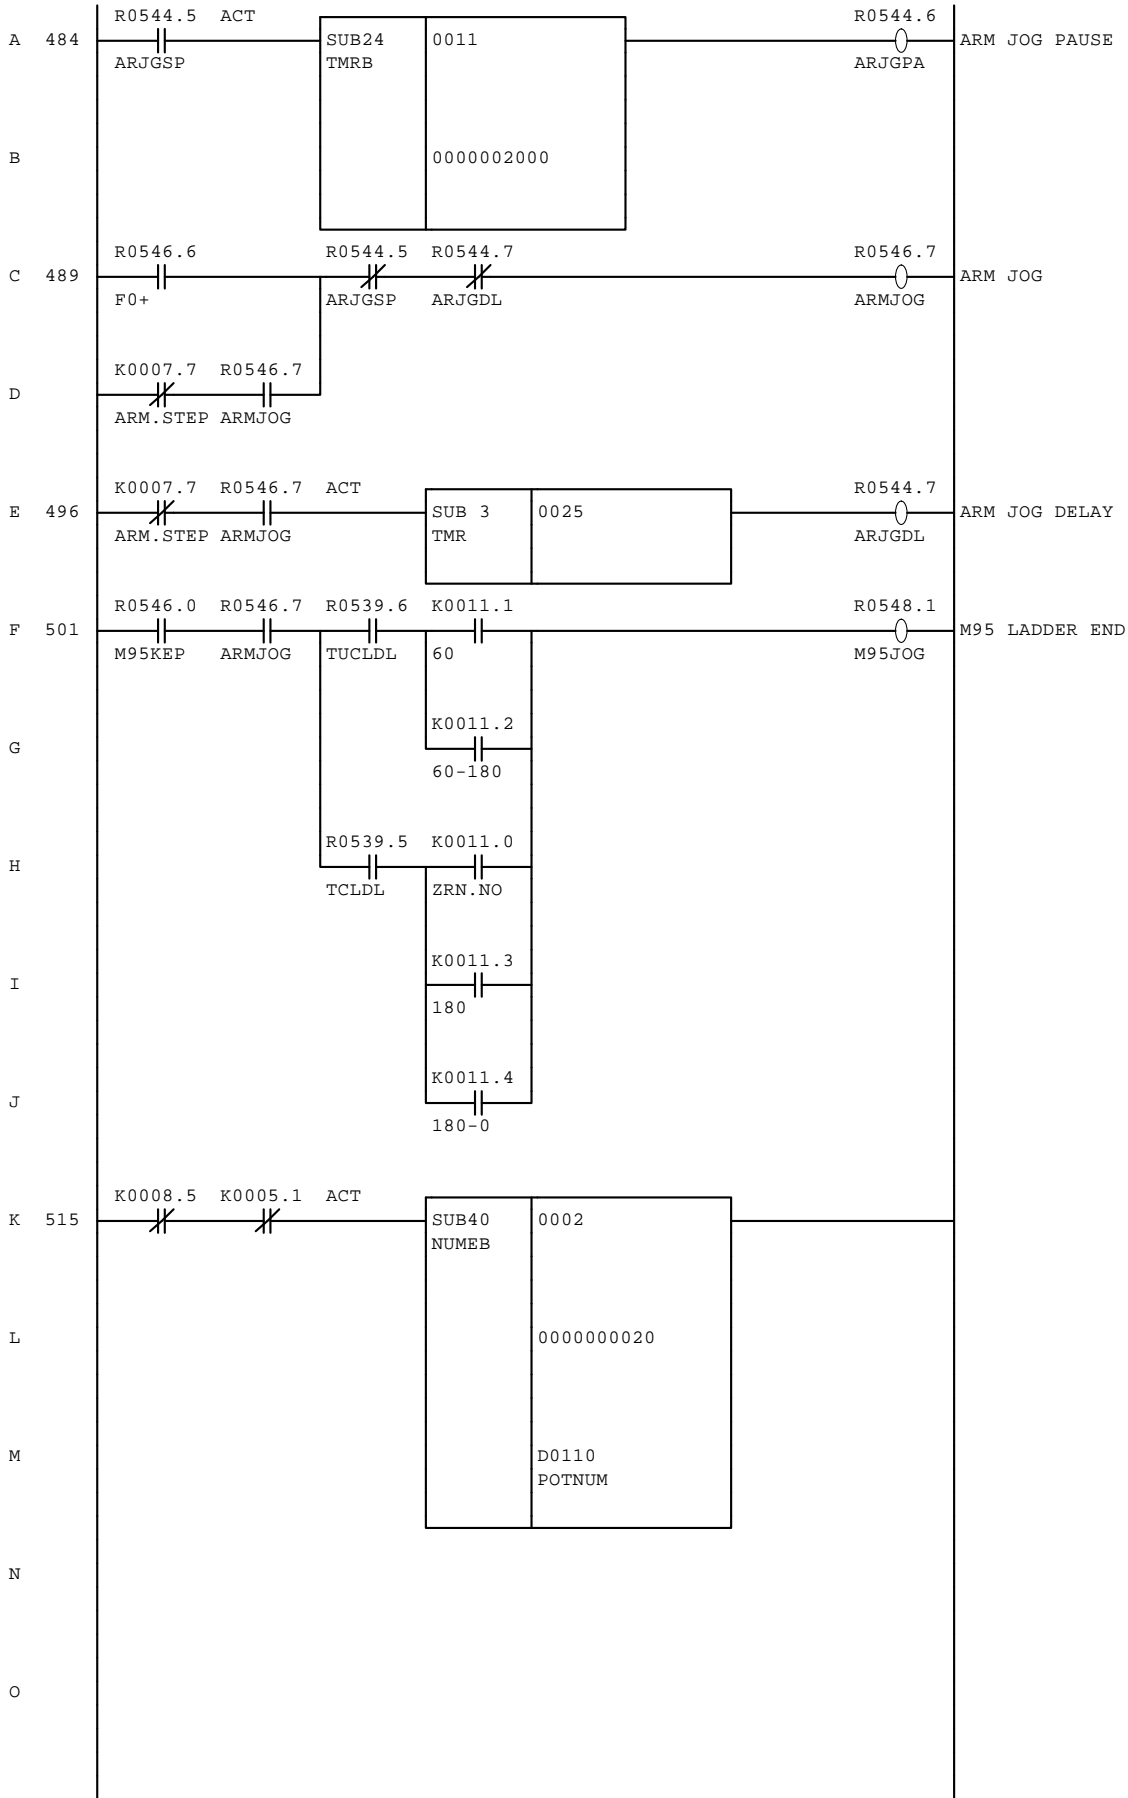 R0544.5 ACT R0544.6
A 484 SUB24 0011 ARM JOG PAUSE
ARJGSP TMRB ARJGPA
B 0000002000
R0546.6 R0544.5 R0544.7 R0546.7
C 489 ARM JOG
F0+ ARJGSP ARJGDL ARMJOG
K0007.7 R0546.7
D
ARM.STEP ARMJOG
K0007.7 R0546.7 ACT R0544.7
E 496 SUB 3 0025 ARM JOG DELAY
ARM.STEP ARMJOG TMR ARJGDL
R0546.0 R0546.7 R0539.6 K0011.1 R0548.1
F 501 M95 LADDER END
M95KEP ARMJOG TUCLDL 60 M95JOG
K0011.2
G
60-180
R0539.5 K0011.0
H
TCLDL ZRN.NO
K0011.3
I
180
K0011.4
J
180-0
K0008.5 K0005.1 ACT
K 515 SUB40 0002
NUMEB
L 0000000020
M D0110
POTNUM
N
O